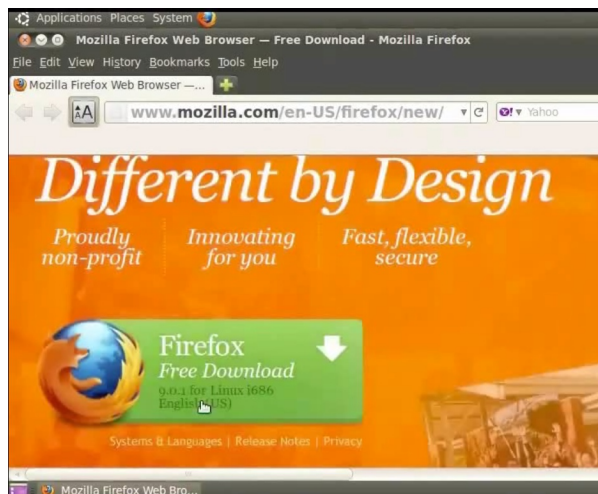 Applications Places System
Mozilla Firefox Web Browser — Free Download - Mozilla Firefox
File Edit View History Bookmarks Tools Help
Mozilla Firefox Web Browser —...
AA www.mozilla.com/en-US/firefox/new/ Yahoo
Different by Design
Proudly non-profit
Innovating for you
Fast, flexible, secure
Firefox
Free Download
9.0.1 for Linux i686
English (US)
Systems & Languages | Release Notes | Privacy
Mozilla Firefox Web Bro...